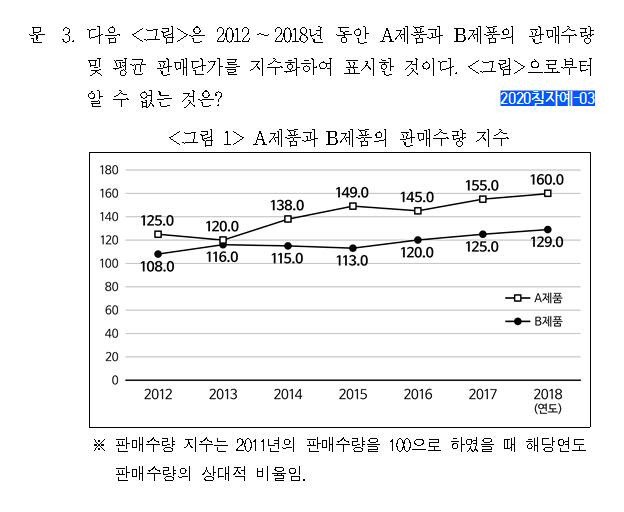 문 3. 다음 <그림>은 2012 ~ 2018년 동안 A제품과 B제품의 판매수량
및 평균 판매단가를 지수화하여 표시한 것이다. <그림>으로부터
알 수 없는 것은?
2020칠자예-03
<그림 1> A제품과 B제품의 판매수량 지수
180
160
140
120
100
80
60
40
20
0
125.0 120.0 138.0 149.0 145.0 155.0 160.0
108.0 116.0 115.0 113.0 120.0 125.0 129.0
A제품
B제품
2012 2013 2014 2015 2016 2017 2018
(연도)
※ 판매수량 지수는 2011년의 판매수량을 100으로 하였을 때 해당연도
판매수량의 상대적 비율임.